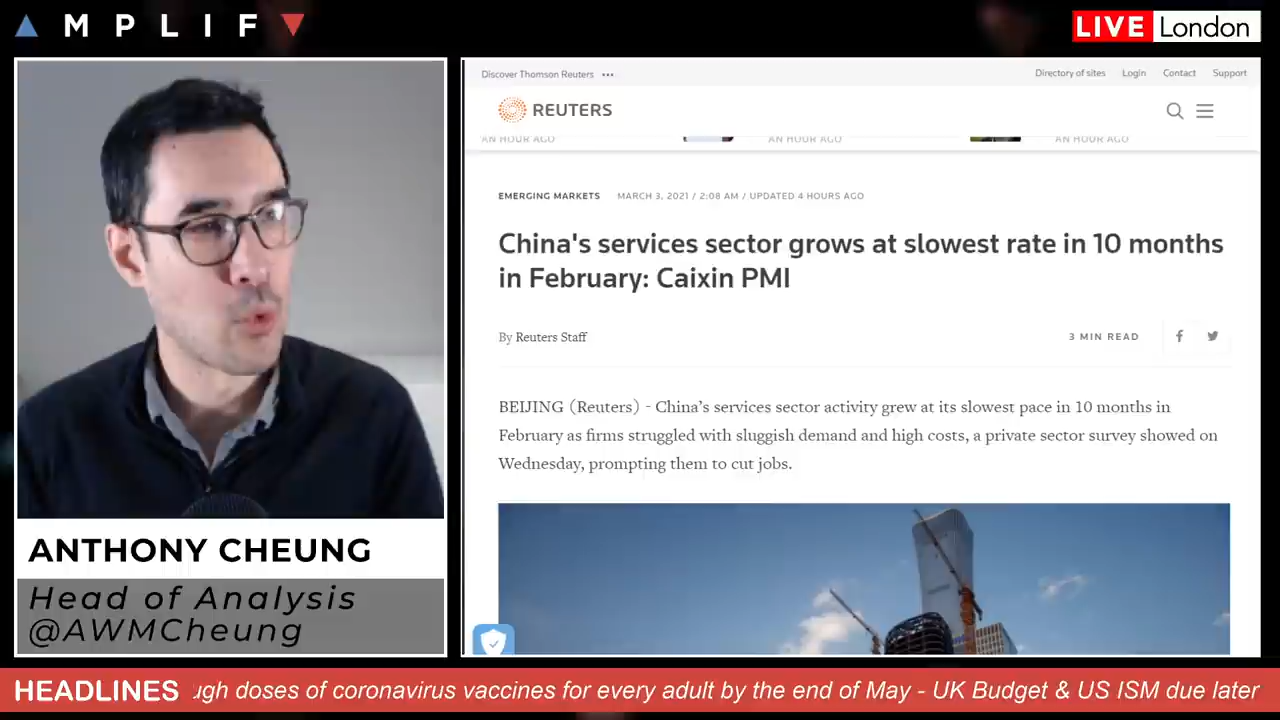 AMPLIFY
LIVE London
Discover Thomson Reuters •••
Directory of sites Login Contact Support
REUTERS
AN HOUR AGO AN HOUR AGO AN HOUR AGO
EMERGING MARKETS MARCH 3, 2021 / 2:08 AM / UPDATED 4 HOURS AGO
China's services sector grows at slowest rate in 10 months
in February: Caixin PMI
By Reuters Staff
3 MIN READ
BEIJING (Reuters) - China’s services sector activity grew at its slowest pace in 10 months in
February as firms struggled with sluggish demand and high costs, a private sector survey showed on
Wednesday, prompting them to cut jobs.
ANTHONY CHEUNG
Head of Analysis
@AWMCheung
HEADLINES ugh doses of coronavirus vaccines for every adult by the end of May - UK Budget & US ISM due later